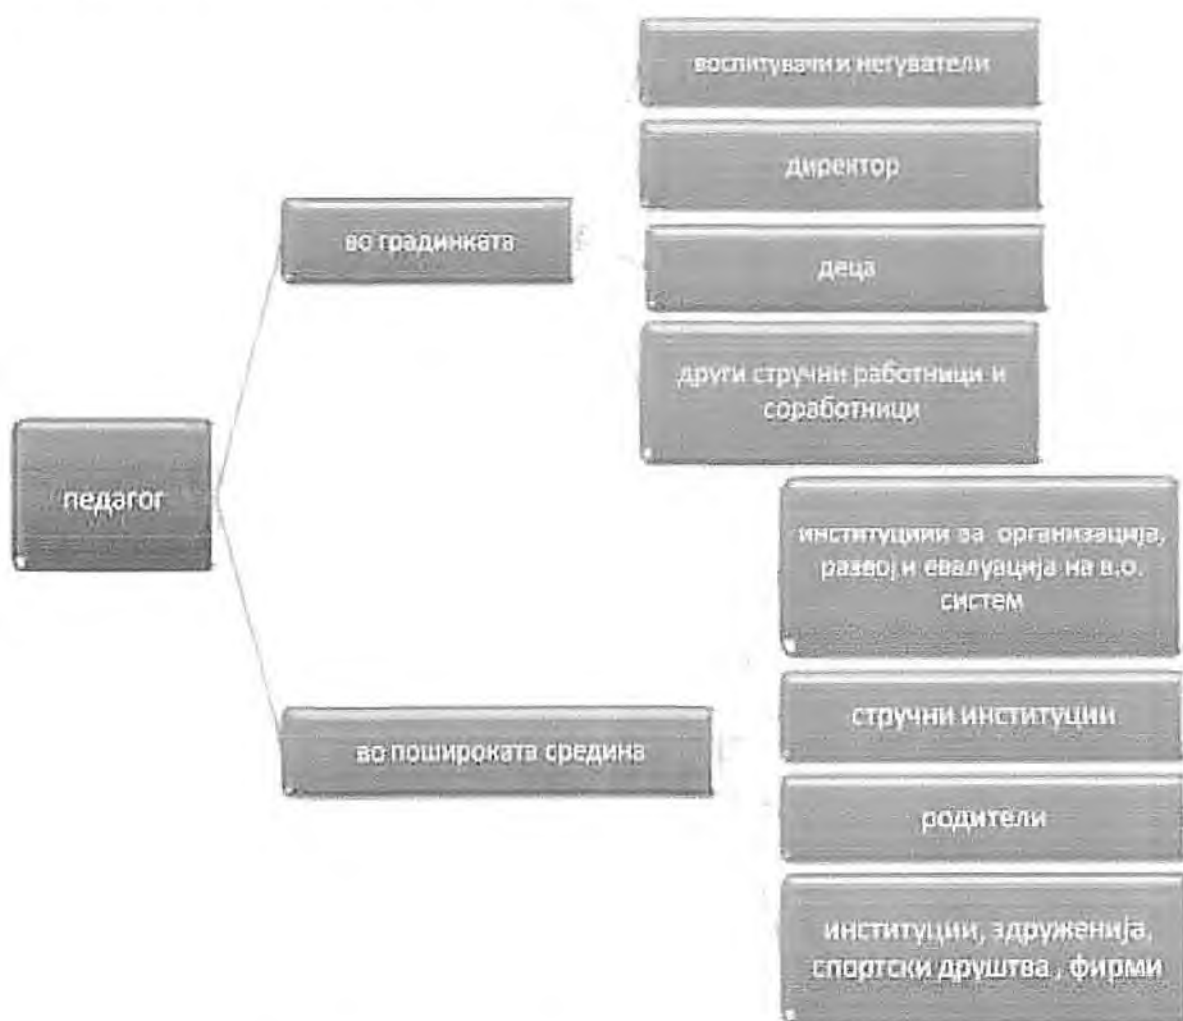 воспитувачи и негуватели
директор
во градинката
деца
други стручни работници и
соработници
педагог
институциии за организација,
развој и евалуација на в.о.
систем
стручни институции
во пошироката средина
родители
институции, здруженија,
спортски друштва , фирми